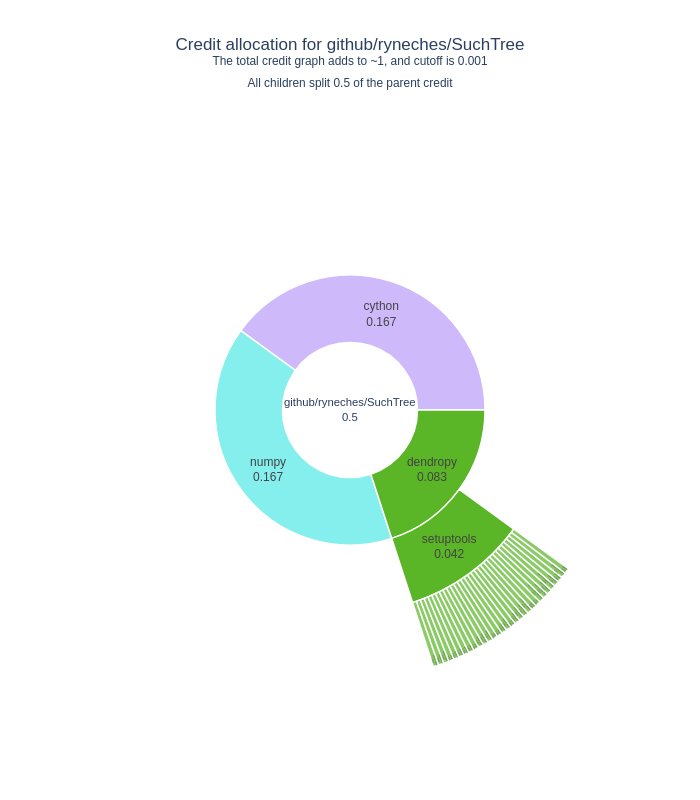 Credit allocation for github/ryneches/SuchTree
The total credit graph adds to ~1, and cutoff is 0.001
All children split 0.5 of the parent credit
cython
0.167
github/ryneches/SuchTree
0.5
numpy
0.167
dendropy
0.083
setuptools
0.042